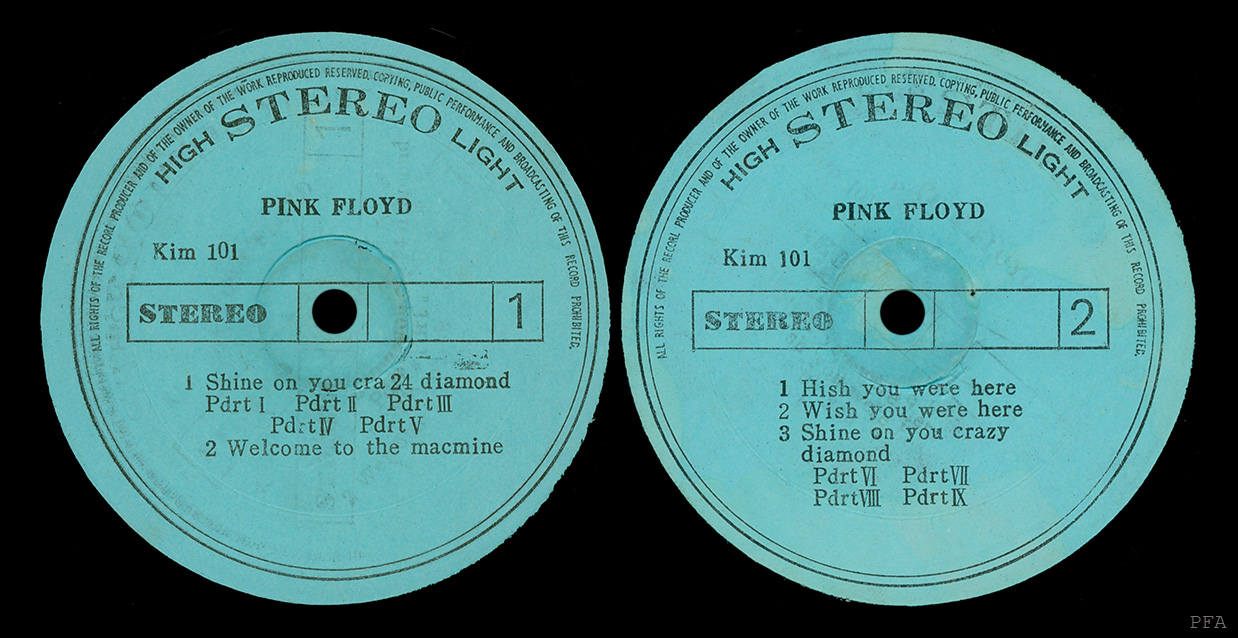 ALL RIGHTS OF THE RECORL PRODUCER AND OF THE OWNER OF THE WORK REPRODUCED RESERVED. COPYING, PUBLIC PERFORMANCE AND BROADCASTING OF THIS RECORD PROHIBITED.
HIGH STEREO LIGHT
PINK FLOYD
Kim 101
STEREO 1
1 Shine on you cra24 diamond
Pdrt I Pdrt II Pdrt III
Pdrt IV Pdrt V
2 Welcome to the macmine
ALL RIGHTS OF THE RECORL PRODUCER AND OF THE OWNER OF THE WORK REPRODUCED RESERVED. COPYING, PUBLIC PERFORMANCE AND BROADCASTING OF THIS RECORD PROHIBITED.
HIGH STEREO LIGHT
PINK FLOYD
Kim 101
STEREO 2
1 Hish you were here
2 Wish you were here
3 Shine on you crazy
diamond
Pdrt VI Pdrt VII
Pdrt VIII Pdrt IX
PFA